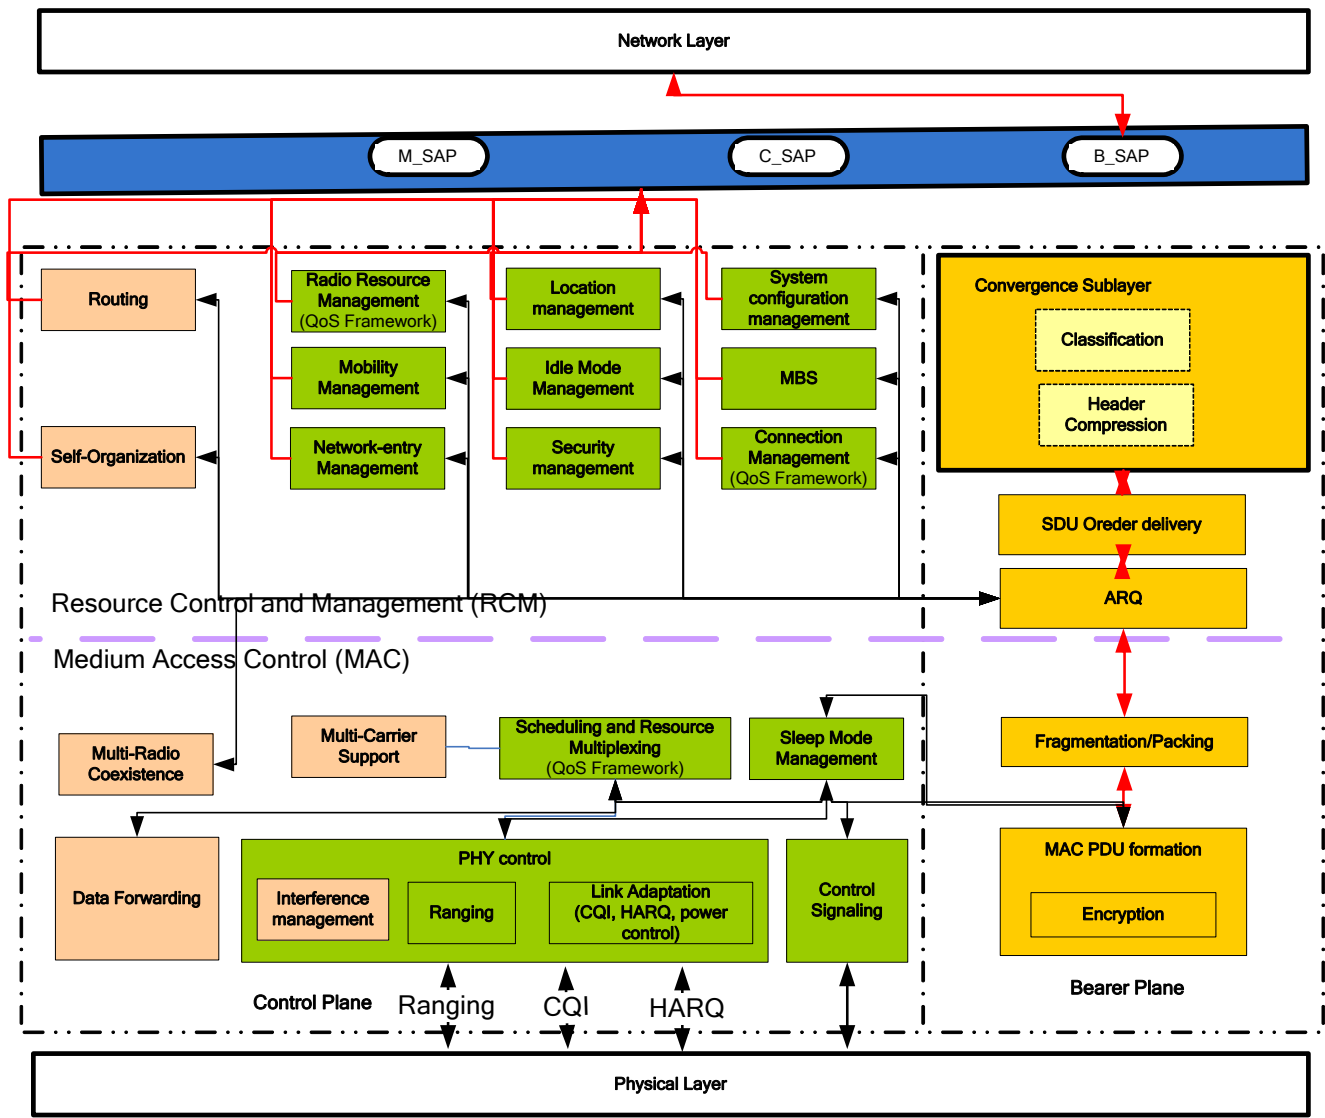 Network Layer
M_SAP
C_SAP
B_SAP
Routing
Radio Resource
Management
(QoS Framework)
Location
management
System
configuration
management
Convergence Sublayer
Classification
Header
Compression
Mobility
Management
Idle Mode
Management
MBS
Self-Organization
Network-entry
Management
Security
management
Connection
Management
(QoS Framework)
SDU Oreder delivery
ARQ
Resource Control and Management (RCM)
Medium Access Control (MAC)
Multi-Radio
Coexistence
Multi-Carrier
Support
Scheduling and Resource
Multiplexing
(QoS Framework)
Sleep Mode
Management
Fragmentation/Packing
Data Forwarding
PHY control
Interference
management
Ranging
Link Adaptation
(CQI, HARQ, power
control)
Control
Signaling
MAC PDU formation
Encryption
Control Plane
Ranging
CQI
HARQ
Bearer Plane
Physical Layer